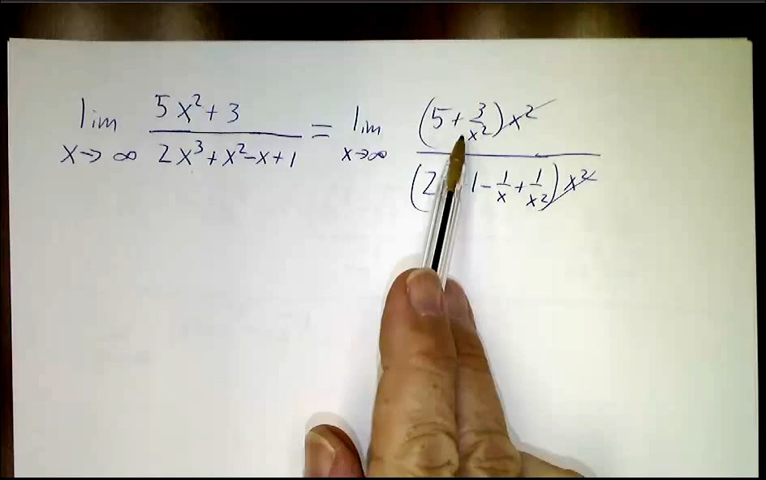 lim x→∞ (5x² + 3)/(2x³ + x² - x + 1) = lim x→∞ ((5 + 3/x²) x²)/((2 1 - 1/x + 1/x²) x²)